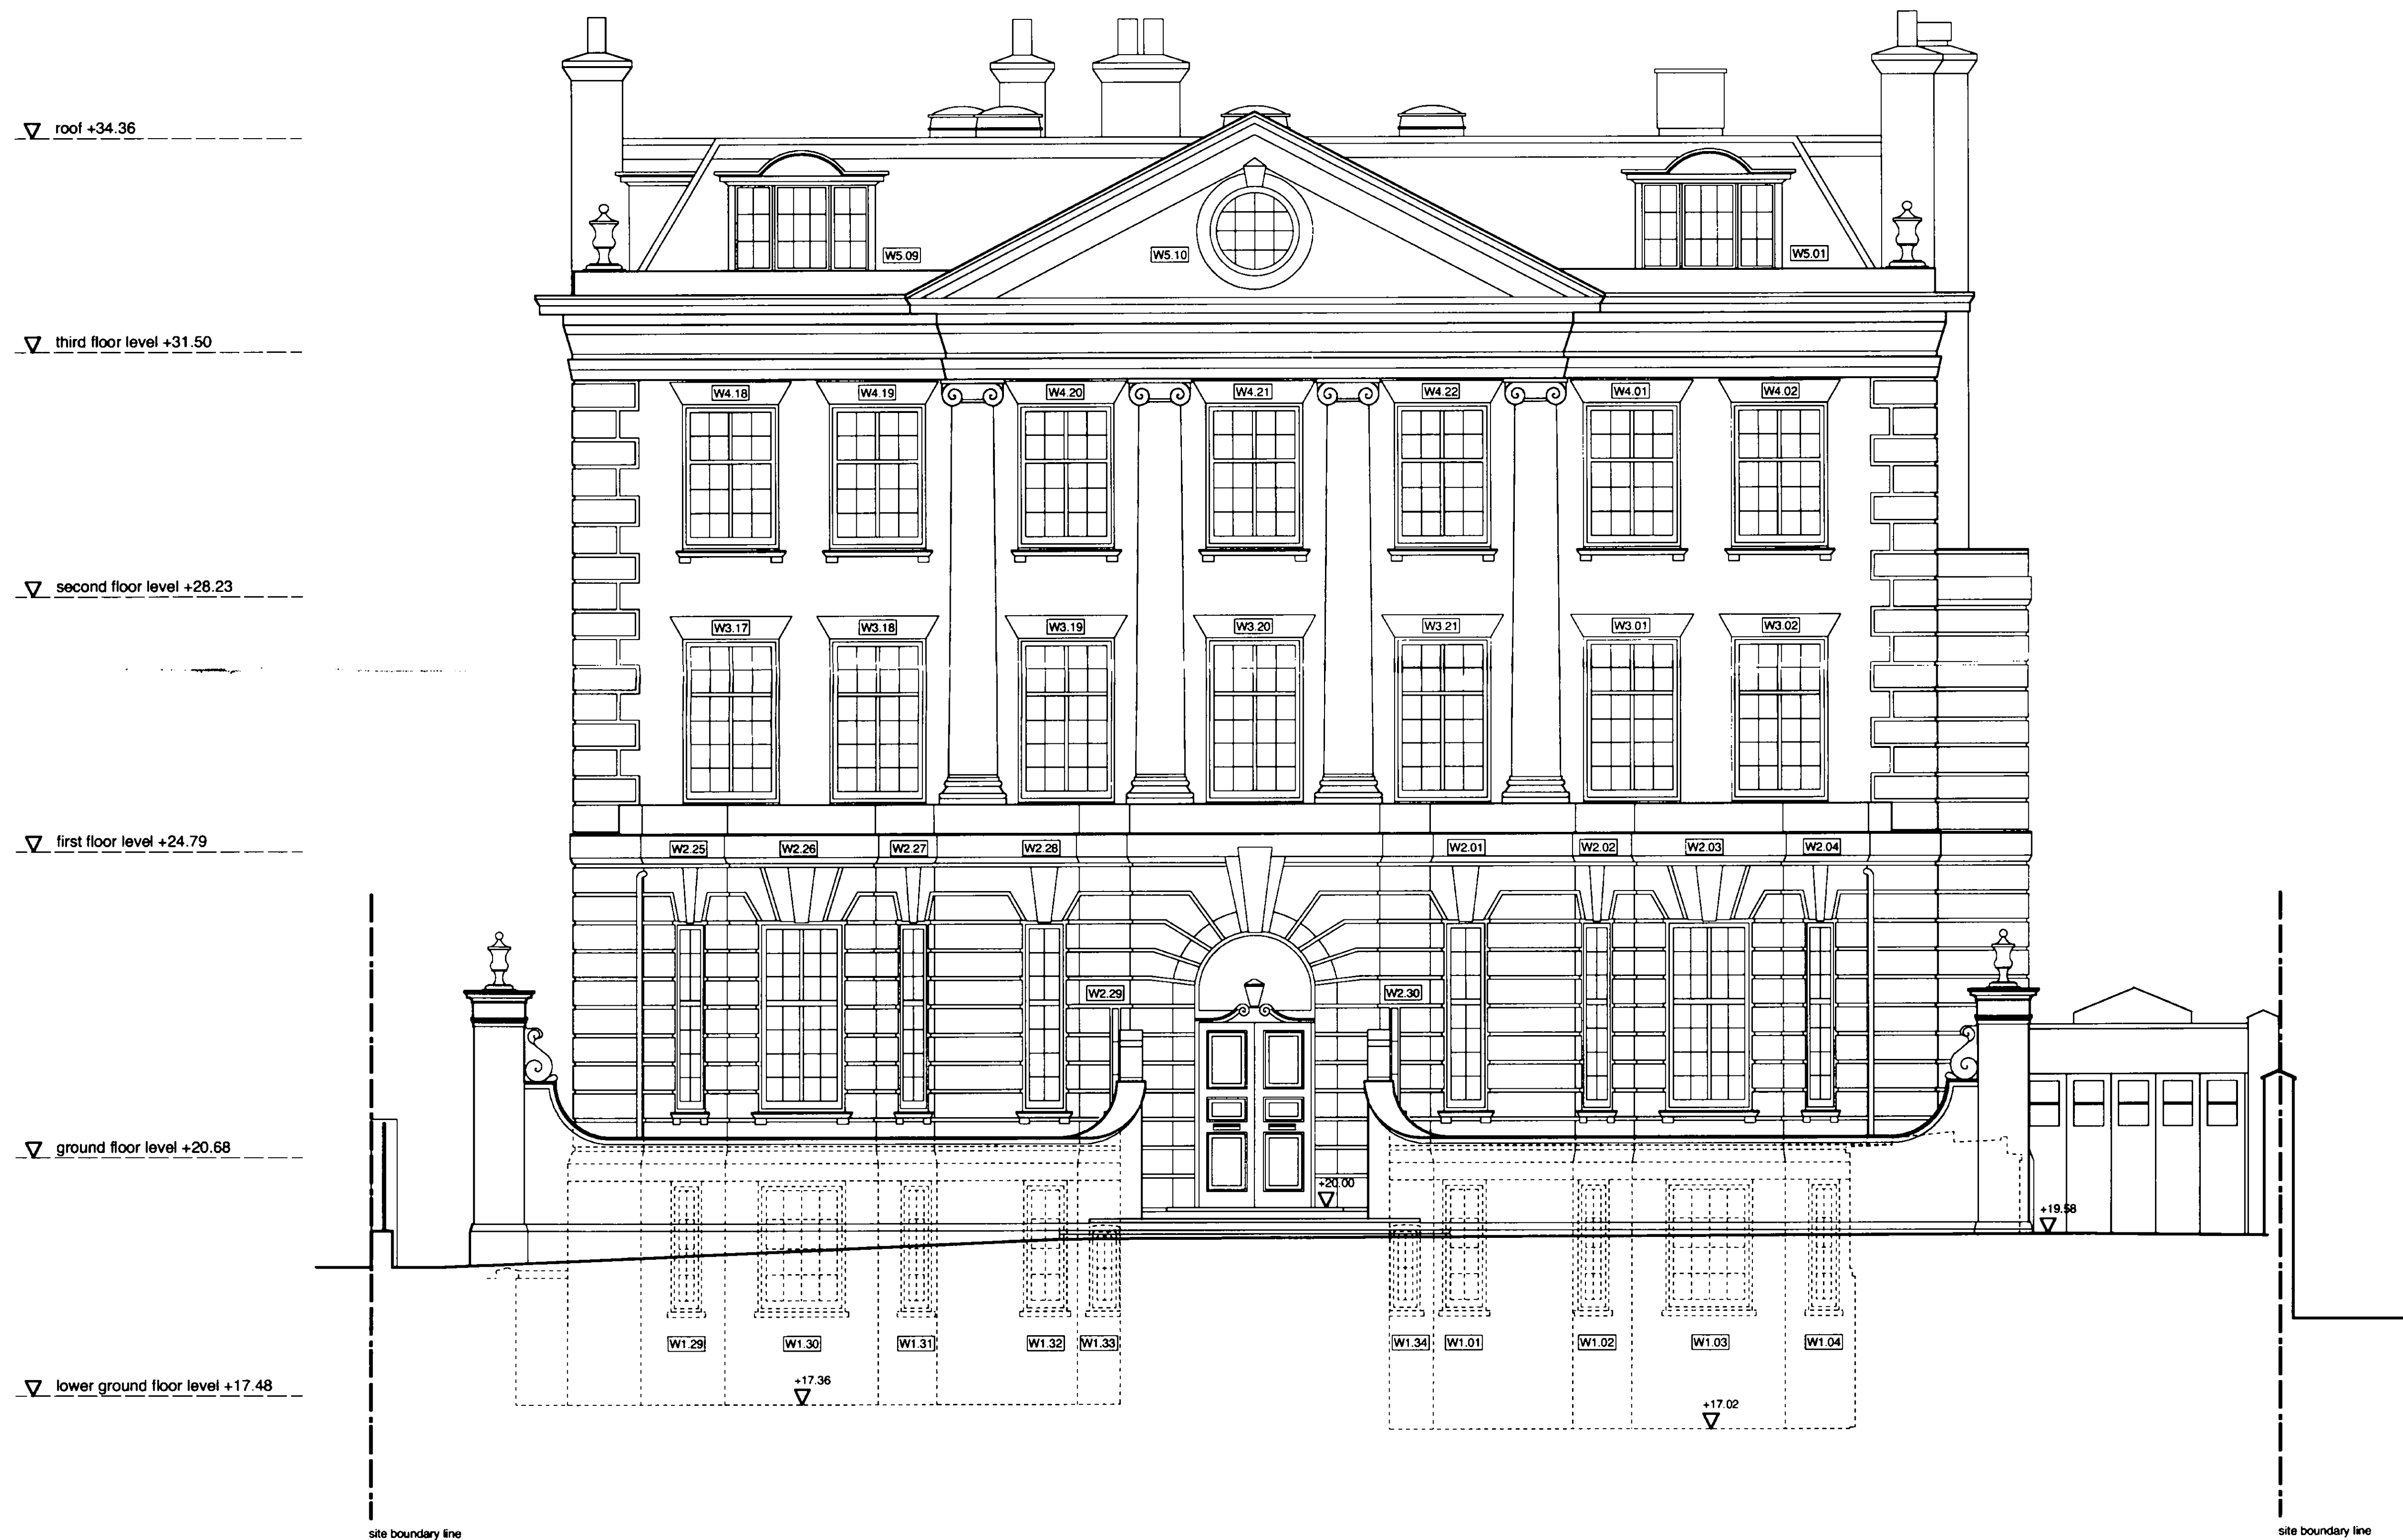 roof +34.36
W5.09
W5.10
W5.01
third floor level +31.50
W4.18 W4.19 W4.20 W4.21 W4.22 W4.01 W4.02
second floor level +28.23
W3.17 W3.18 W3.19 W3.20 W3.21 W3.01 W3.02
first floor level +24.79
W2.25 W2.26 W2.27 W2.28 W2.01 W2.02 W2.03 W2.04
W2.29 W2.30
ground floor level +20.68
+20.00
+19.58
W1.29 W1.30 W1.31 W1.32 W1.33 W1.34 W1.01 W1.02 W1.03 W1.04
lower ground floor level +17.48
+17.36
+17.02
site boundary line
site boundary line